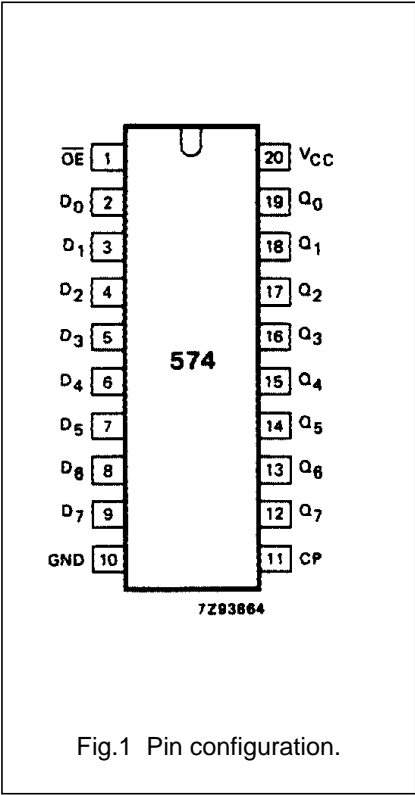 OE 1 20 VCC
D0 2 19 Q0
D1 3 18 Q1
D2 4 17 Q2
D3 5 16 Q3
574
D4 6 15 Q4
D5 7 14 Q5
D6 8 13 Q6
D7 9 12 Q7
GND 10 11 CP
7Z93864
Fig.1 Pin configuration.